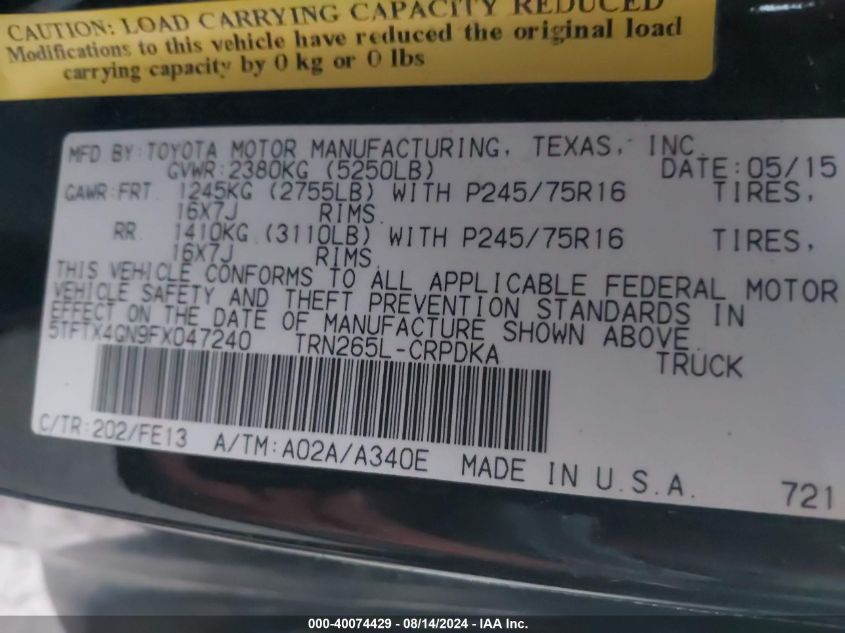 CAUTION: LOAD CARRYING CAPACITY REDUCED
Modifications to this vehicle have reduced the original load
carrying capacity by 0 kg or 0 lbs
MFD BY: TOYOTA MOTOR MANUFACTURING, TEXAS, INC.
GVWR: 2380KG (5250LB) DATE: 05/15
GAWR: FRT. 1245KG (2755LB) WITH P245/75R16 TIRES,
16X7J RIMS.
RR. 1410KG (3110LB) WITH P245/75R16 TIRES,
16X7J RIMS.
THIS VEHICLE CONFORMS TO ALL APPLICABLE FEDERAL MOTOR
VEHICLE SAFETY AND THEFT PREVENTION STANDARDS IN
EFFECT ON THE DATE OF MANUFACTURE SHOWN ABOVE.
5TFTX4GN9FX047240 TRN265L-CRPDKA TRUCK
C/TR: 202/FE13 A/TM: A02A/A340E MADE IN U.S.A. 721
000-40074429 - 08/14/2024 - IAA Inc.